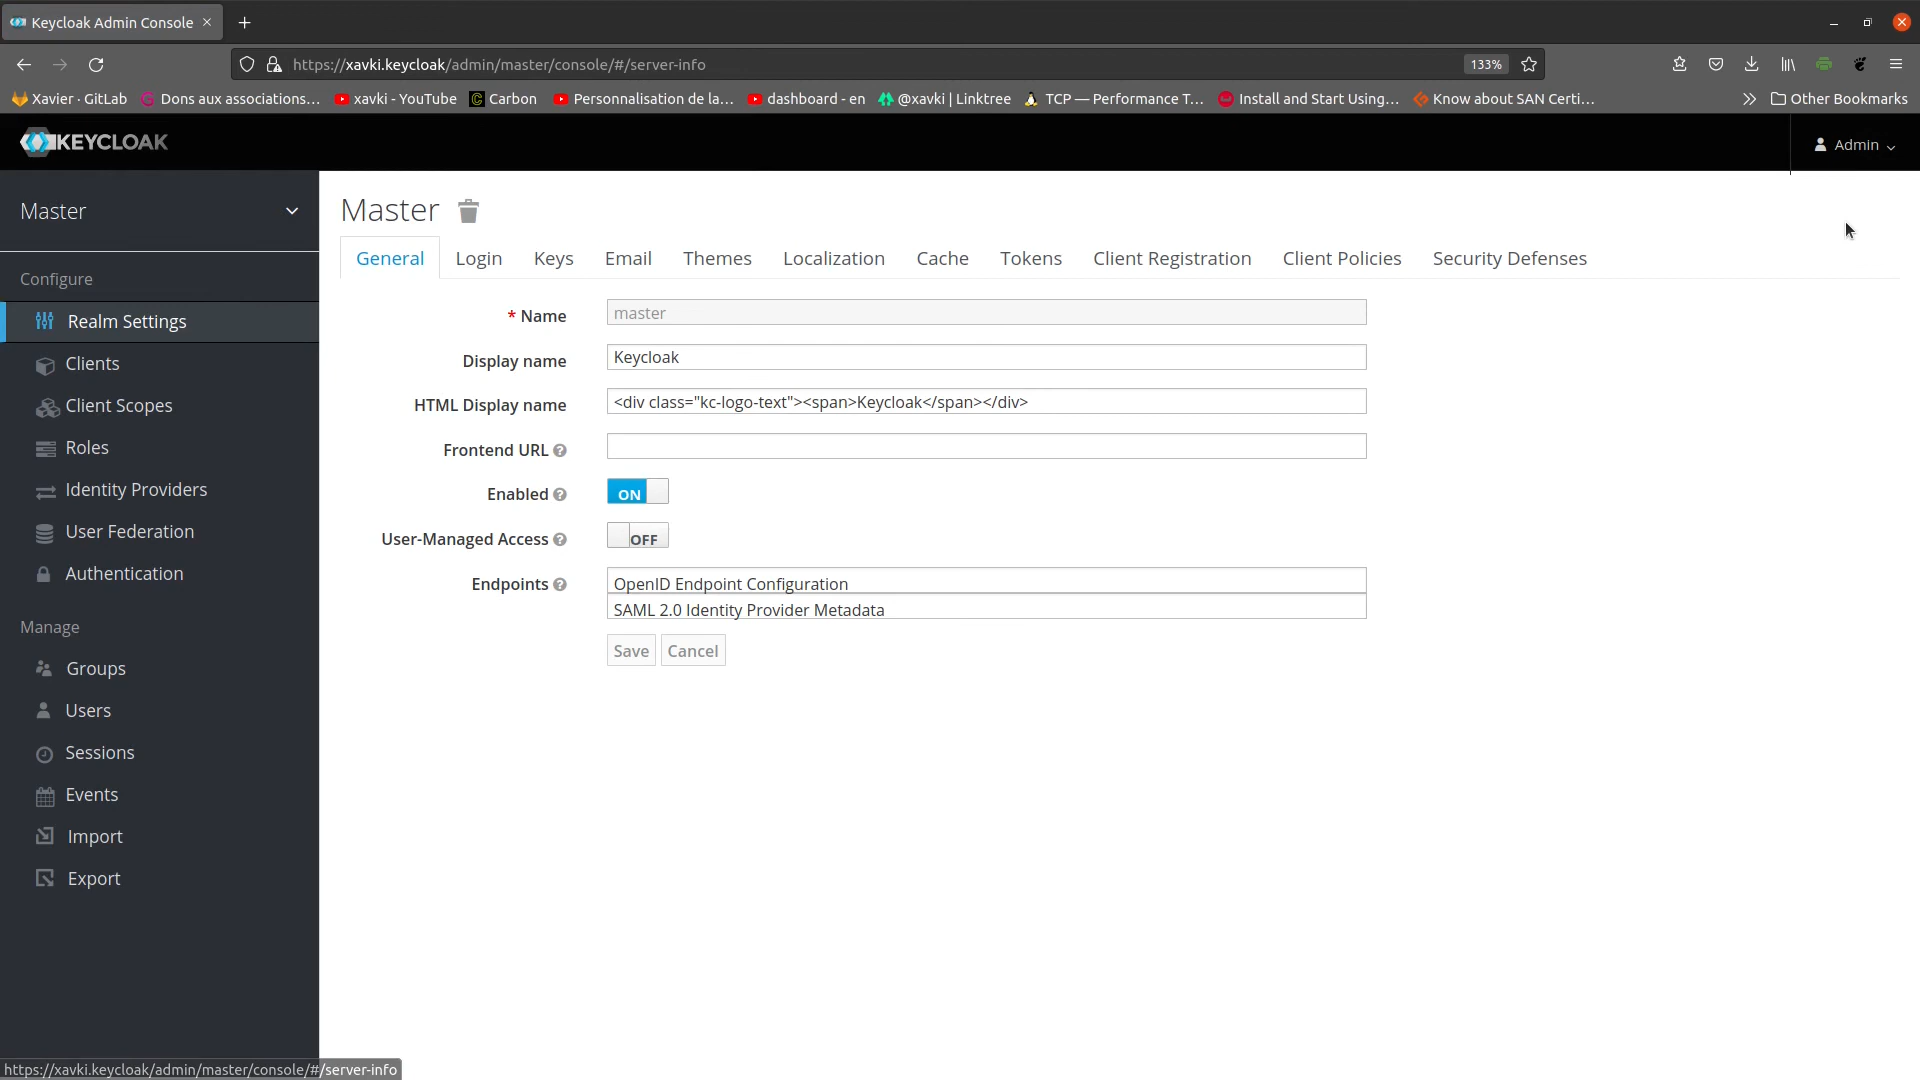 Keycloak Admin Console
https://xavki.keycloak/admin/master/console/#/server-info
133%
Xavier · GitLab
Dons aux associations...
xavki - YouTube
Carbon
Personnalisation de la...
dashboard - en
@xavki | Linktree
TCP — Performance T...
Install and Start Using...
Know about SAN Certi...
Other Bookmarks
KEYCLOAK
Admin
Master
Configure
Realm Settings
Clients
Client Scopes
Roles
Identity Providers
User Federation
Authentication
Manage
Groups
Users
Sessions
Events
Import
Export
Master
General Login Keys Email Themes Localization Cache Tokens Client Registration Client Policies Security Defenses
* Name master
Display name Keycloak
HTML Display name <div class="kc-logo-text"><span>Keycloak</span></div>
Frontend URL
Enabled ON
User-Managed Access OFF
Endpoints OpenID Endpoint Configuration
SAML 2.0 Identity Provider Metadata
Save Cancel
https://xavki.keycloak/admin/master/console/#/server-info